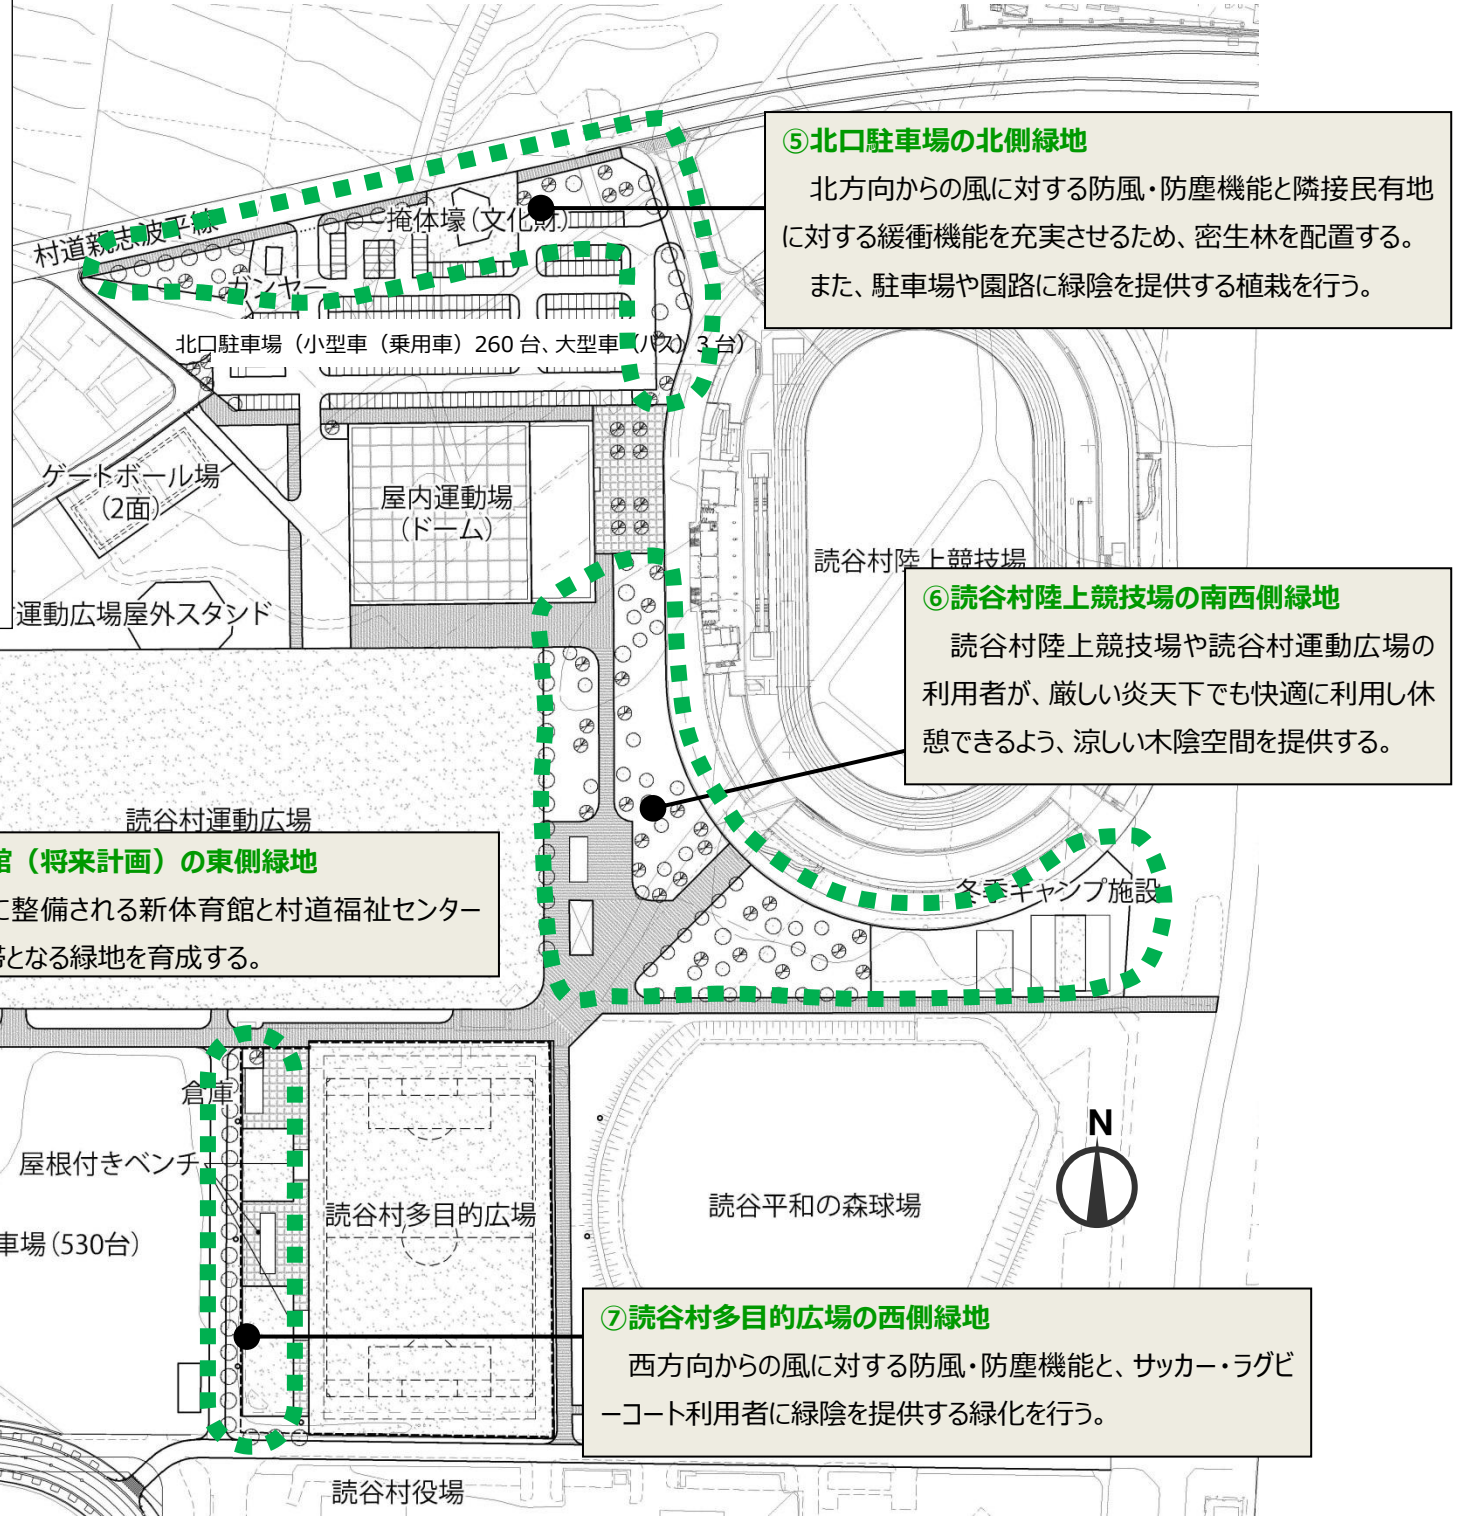 ⑤北口駐車場の北側緑地
北方向からの風に対する防風・防塵機能と隣接民有地
に対する緩衝機能を充実させるため、密生林を配置する。
また、駐車場や園路に緑陰を提供する植栽を行う。
村道親志波平線
掩体壕(文化財)
ガンヤー
北口駐車場（小型車（乗用車）260 台、大型車（バス）3 台）
ゲートボール場
(2面)
屋内運動場
(ドーム)
読谷村陸上競技場
運動広場屋外スタンド
⑥読谷村陸上競技場の南西側緑地
読谷村陸上競技場や読谷村運動広場の
利用者が、厳しい炎天下でも快適に利用し休
憩できるよう、涼しい木陰空間を提供する。
読谷村運動広場
館（将来計画）の東側緑地
に整備される新体育館と村道福祉センター
帯となる緑地を育成する。
冬季キャンプ施設
倉庫
屋根付きベンチ
車場(530台)
読谷村多目的広場
読谷平和の森球場
N
⑦読谷村多目的広場の西側緑地
西方向からの風に対する防風・防塵機能と、サッカー・ラグビ
ーコート利用者に緑陰を提供する緑化を行う。
読谷村役場